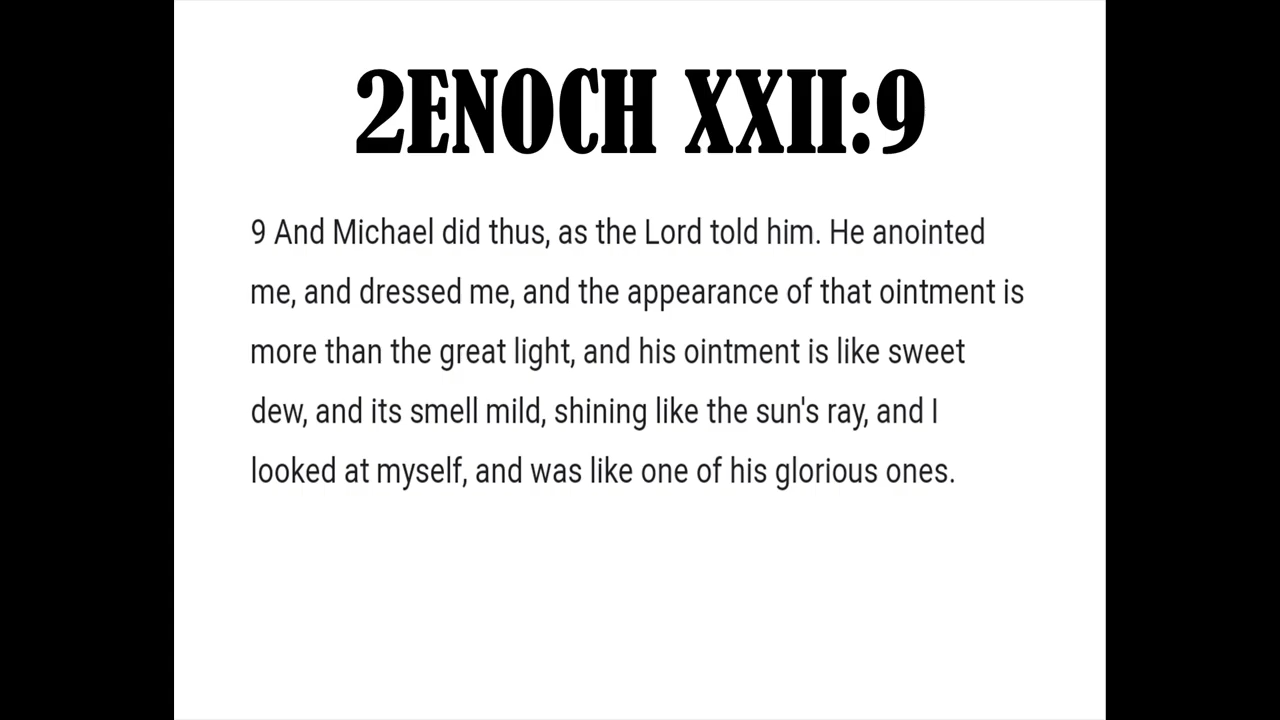 2ENOCH XXII:9
9 And Michael did thus, as the Lord told him. He anointed
me, and dressed me, and the appearance of that ointment is
more than the great light, and his ointment is like sweet
dew, and its smell mild, shining like the sun's ray, and I
looked at myself, and was like one of his glorious ones.